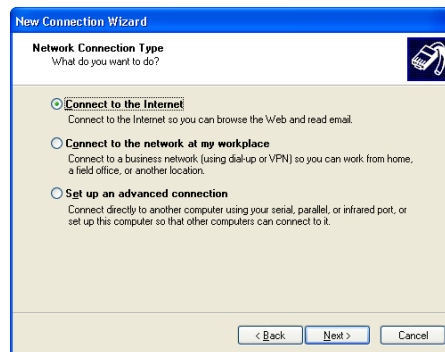 New Connection Wizard
Network Connection Type
What do you want to do?
Connect to the Internet
Connect to the Internet so you can browse the Web and read email.
Connect to the network at my workplace
Connect to a business network (using dial-up or VPN) so you can work from home,
a field office, or another location.
Set up an advanced connection
Connect directly to another computer using your serial, parallel, or infrared port, or
set up this computer so that other computers can connect to it.
< Back Next > Cancel